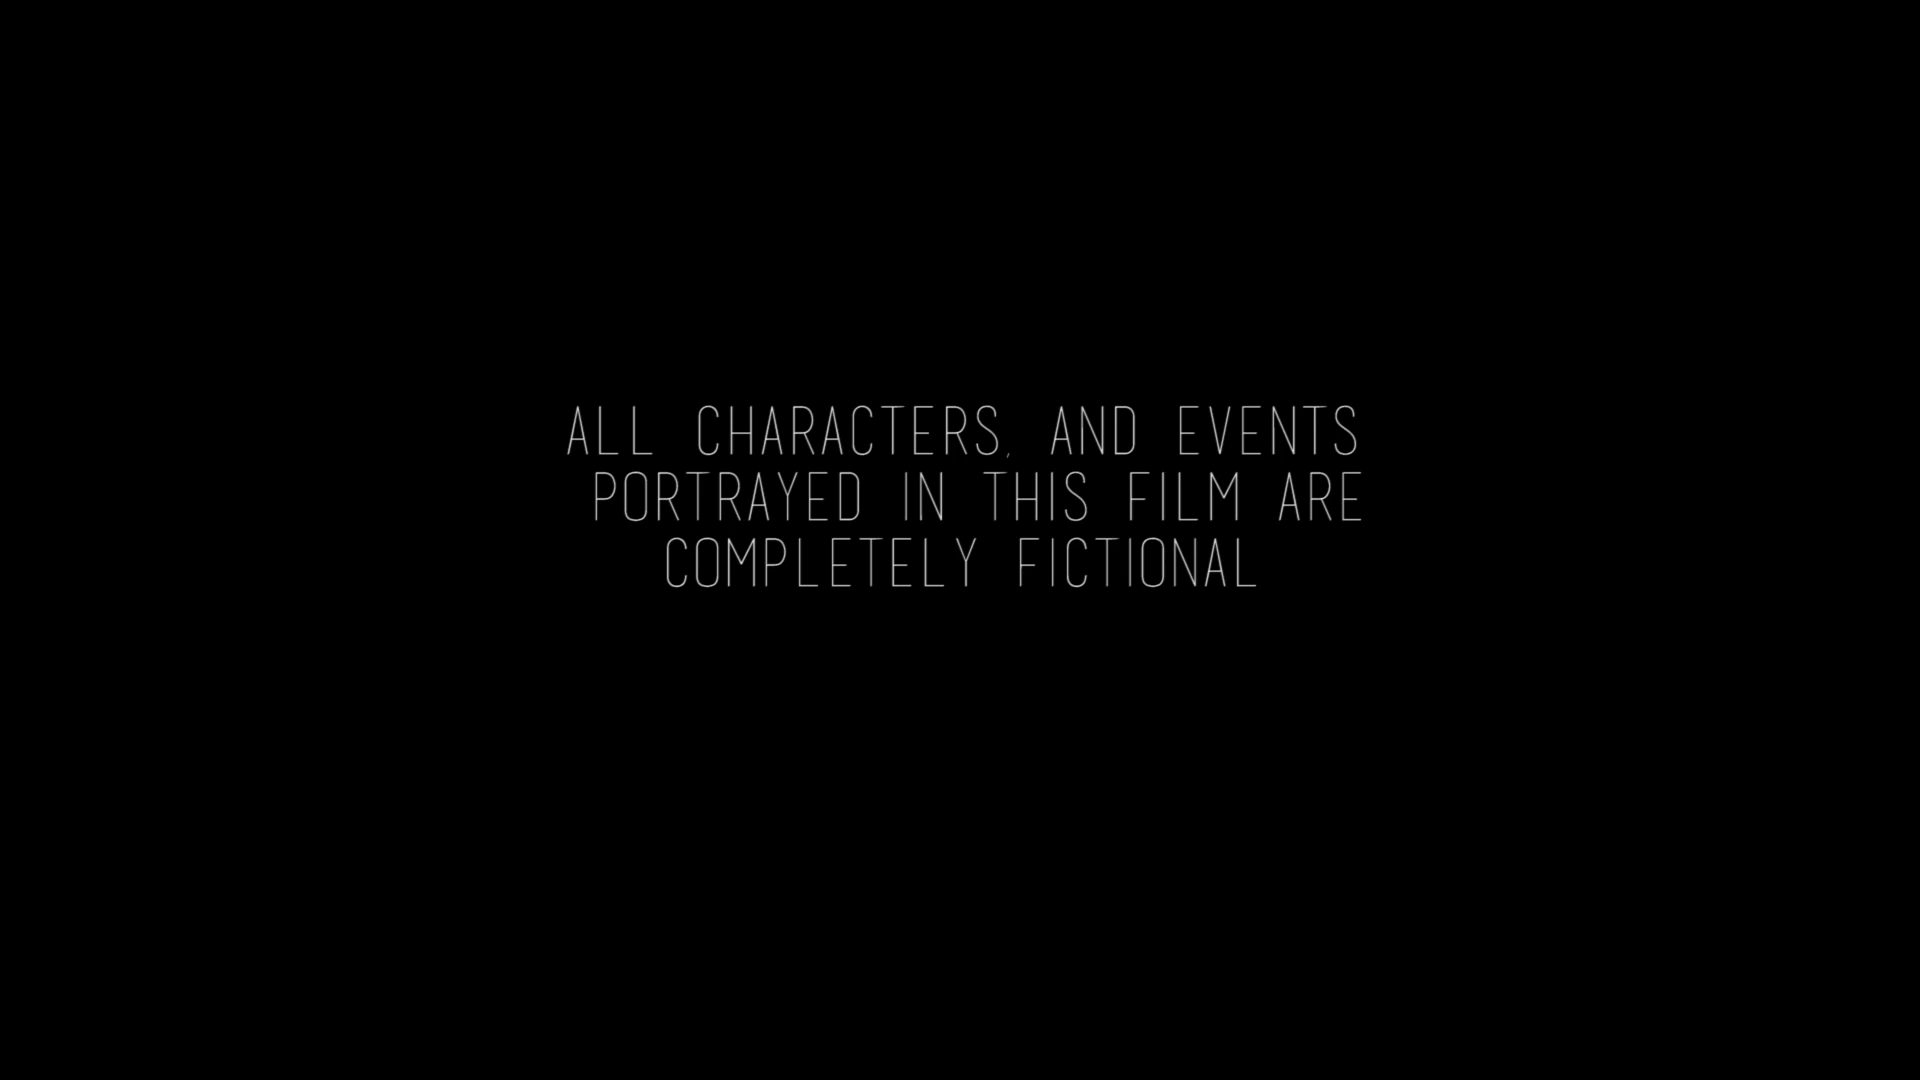 ALL CHARACTERS, AND EVENTS
PORTRAYED IN THIS FILM ARE
COMPLETELY FICTIONAL